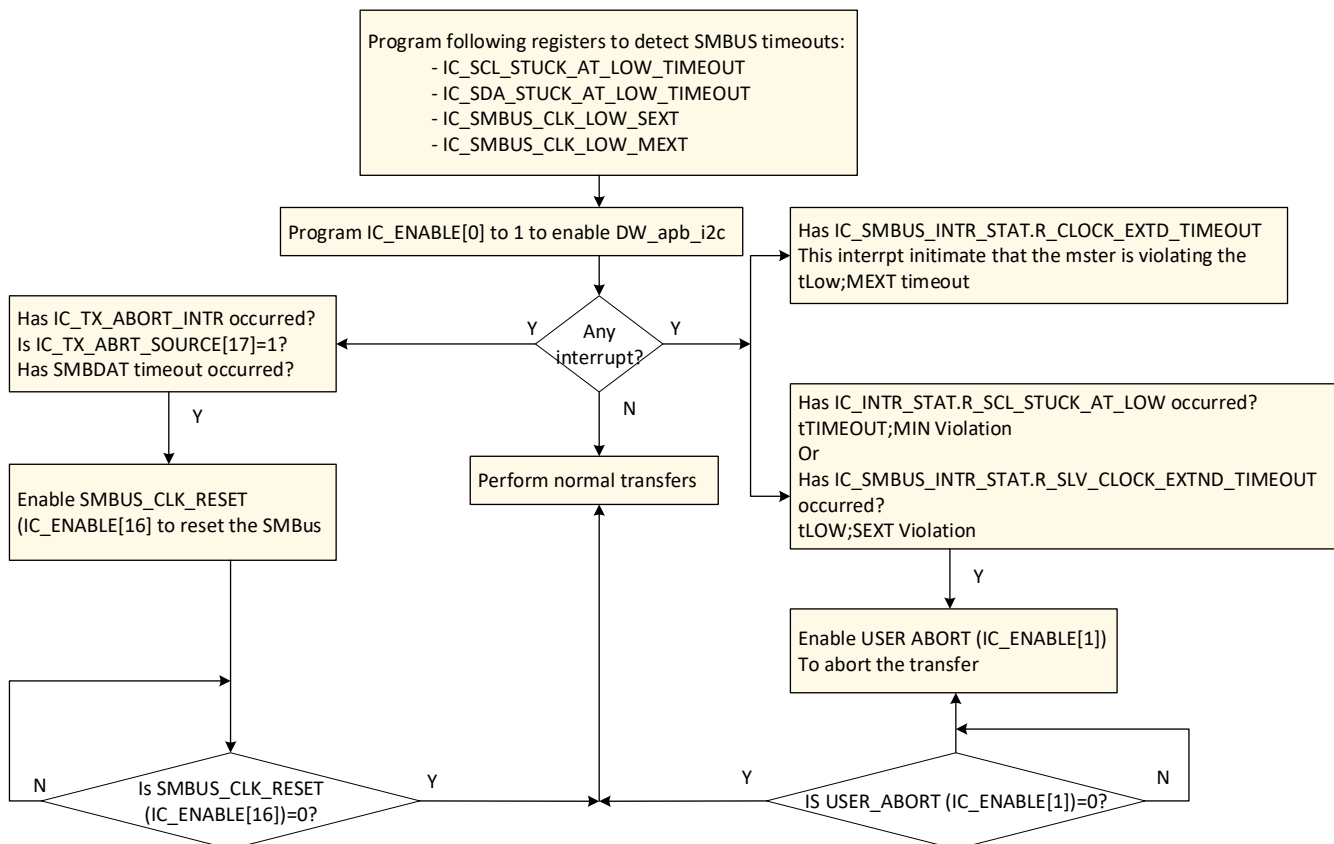 Program following registers to detect SMBUS timeouts:
- IC_SCL_STUCK_AT_LOW_TIMEOUT
- IC_SDA_STUCK_AT_LOW_TIMEOUT
- IC_SMBUS_CLK_LOW_SEXT
- IC_SMBUS_CLK_LOW_MEXT
Program IC_ENABLE[0] to 1 to enable DW_apb_i2c
Has IC_SMBUS_INTR_STAT.R_CLOCK_EXTD_TIMEOUT
This interrpt initimate that the mster is violating the
tLow;MEXT timeout
Has IC_TX_ABORT_INTR occurred?
Is IC_TX_ABRT_SOURCE[17]=1?
Has SMBDAT timeout occurred?
Y
Any
interrupt?
Y
N
Y
Has IC_INTR_STAT.R_SCL_STUCK_AT_LOW occurred?
tTIMEOUT;MIN Violation
Or
Has IC_SMBUS_INTR_STAT.R_SLV_CLOCK_EXTND_TIMEOUT
occurred?
tLOW;SEXT Violation
Enable SMBUS_CLK_RESET
(IC_ENABLE[16] to reset the SMBus
Perform normal transfers
Y
Enable USER ABORT (IC_ENABLE[1])
To abort the transfer
N
Is SMBUS_CLK_RESET
(IC_ENABLE[16])=0?
Y
Y
IS USER_ABORT (IC_ENABLE[1])=0?
N